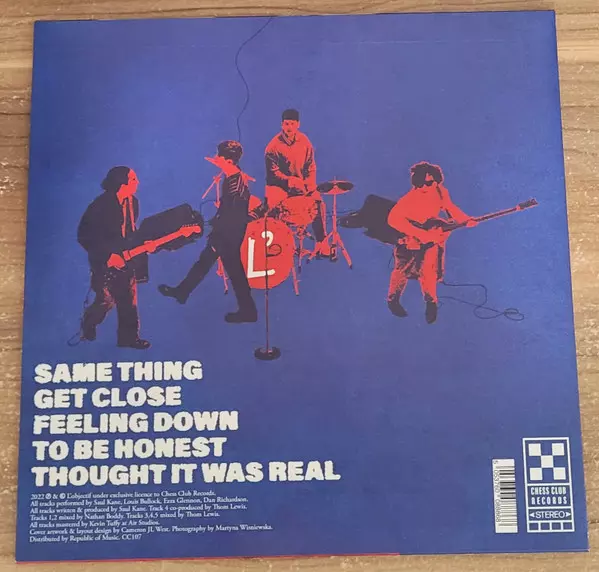 L'
SAME THING
GET CLOSE
FEELING DOWN
TO BE HONEST
THOUGHT IT WAS REAL
2022 ℗ & © L'objectif under exclusive licence to Chess Club Records.
All tracks performed by Saul Kane, Louis Bullock, Ezra Glennon, Dan Richardson.
All tracks written & produced by Saul Kane. Track 4 co-produced by Thom Lewis.
Tracks 1,2 mixed by Nathan Boddy. Tracks 3,4,5 mixed by Thom Lewis.
All tracks mastered by Kevin Tuffy at Air Studios.
Cover artwork & layout design by Cameron JL West. Photography by Martyna Wisniewska.
Distributed by Republic of Music. CC107
CHESS CLUB
RECORDS
STEREO